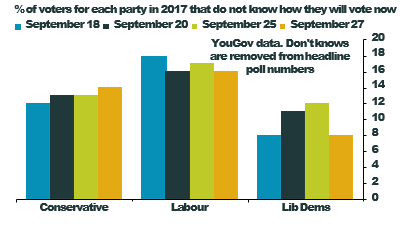 % of voters for each party in 2017 that do not know how they will vote now
September 18 September 20 September 25 September 27
YouGov data. Don't knows
are removed from headline
poll numbers
20
18
16
14
12
10
8
6
4
2
0
Conservative Labour Lib Dems